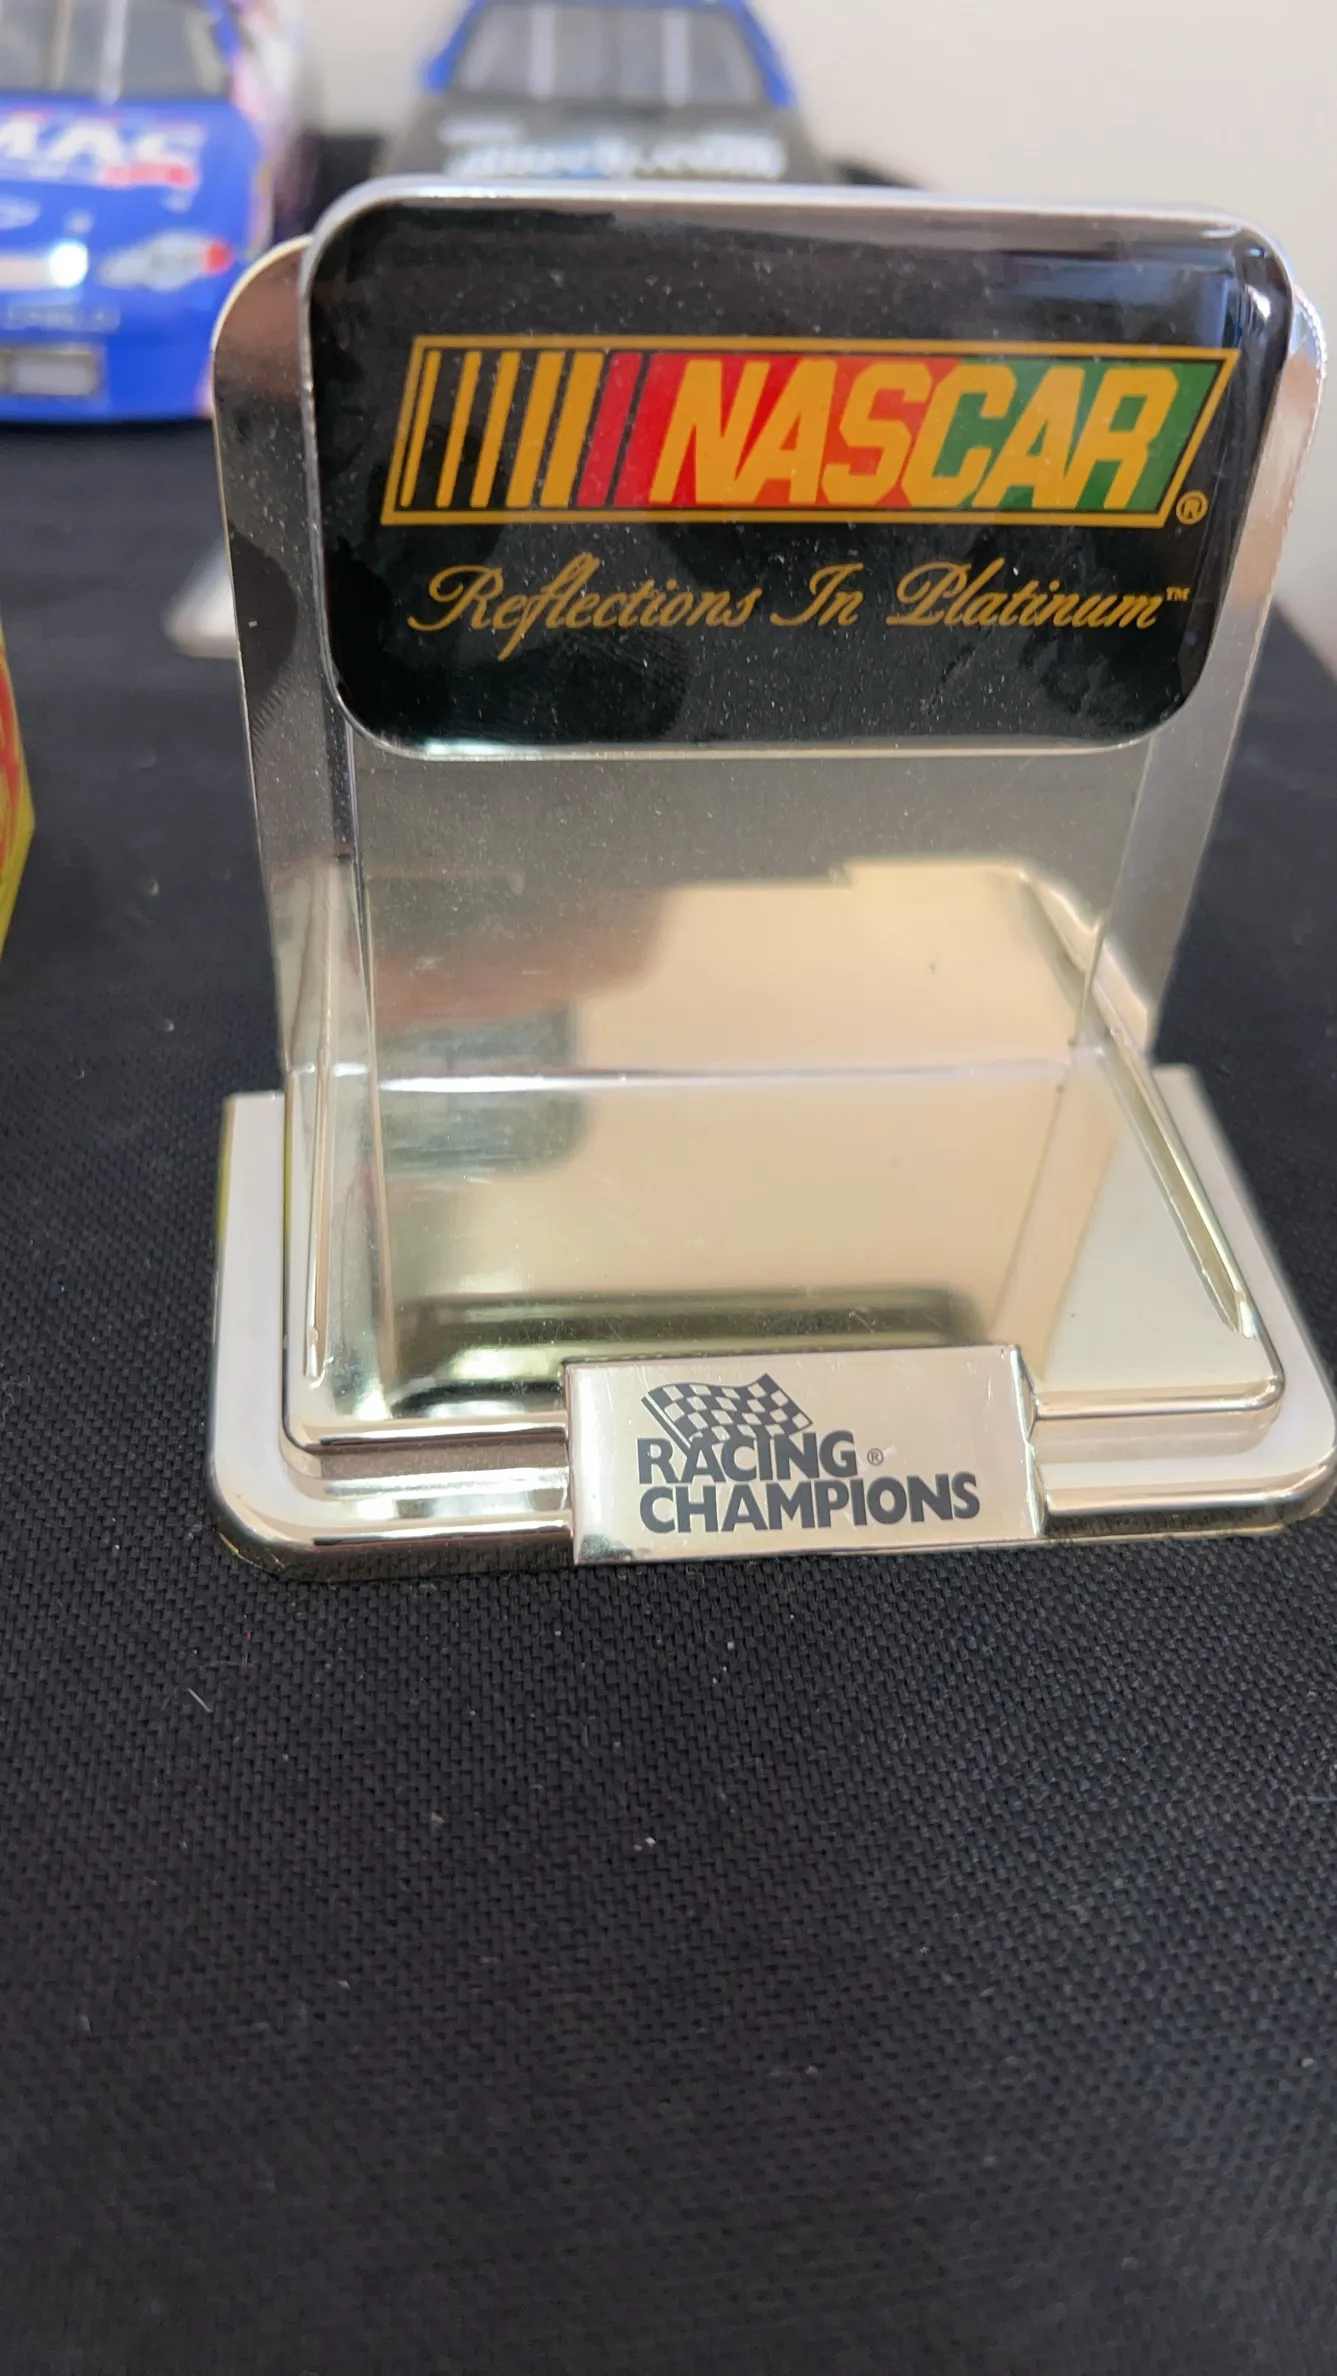 NASCAR®
Reflections In Platinum™
RACING®
CHAMPIONS